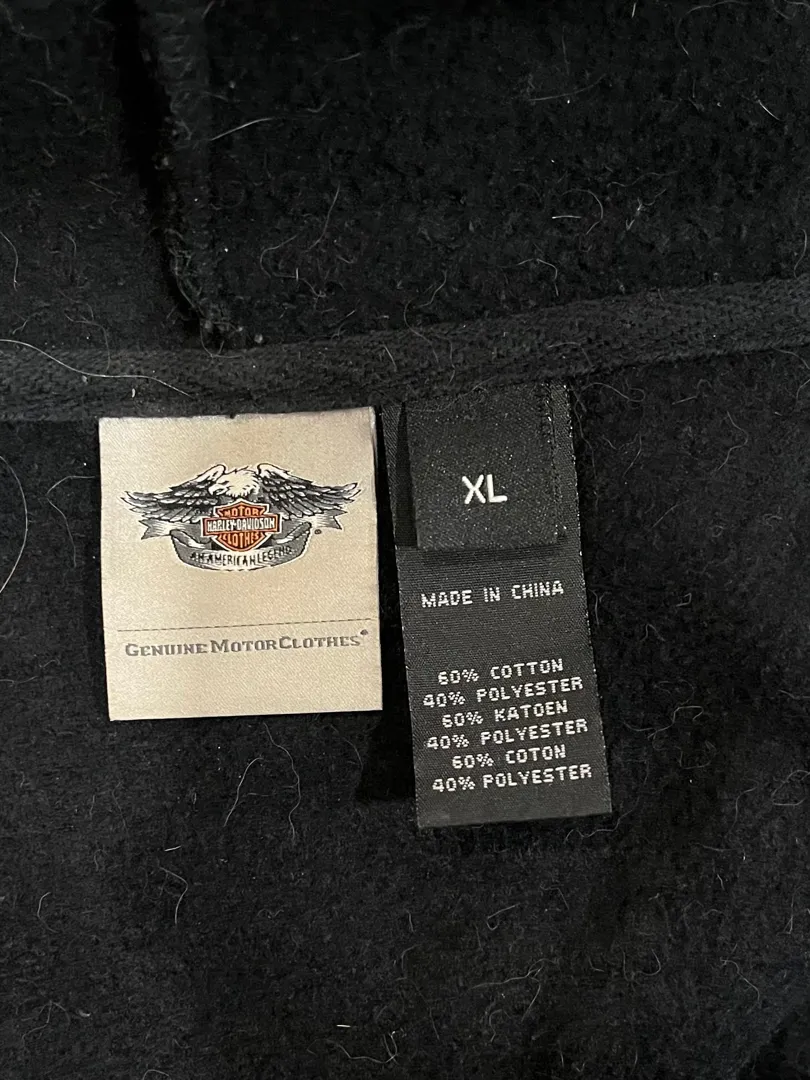 MOTOR
HARLEY-DAVIDSON
CLOTHES
AN AMERICAN LEGEND
GENUINE MOTORCLOTHES®
XL
MADE IN CHINA
60% COTTON
40% POLYESTER
60% KATOEN
40% POLYESTER
60% COTON
40% POLYESTER